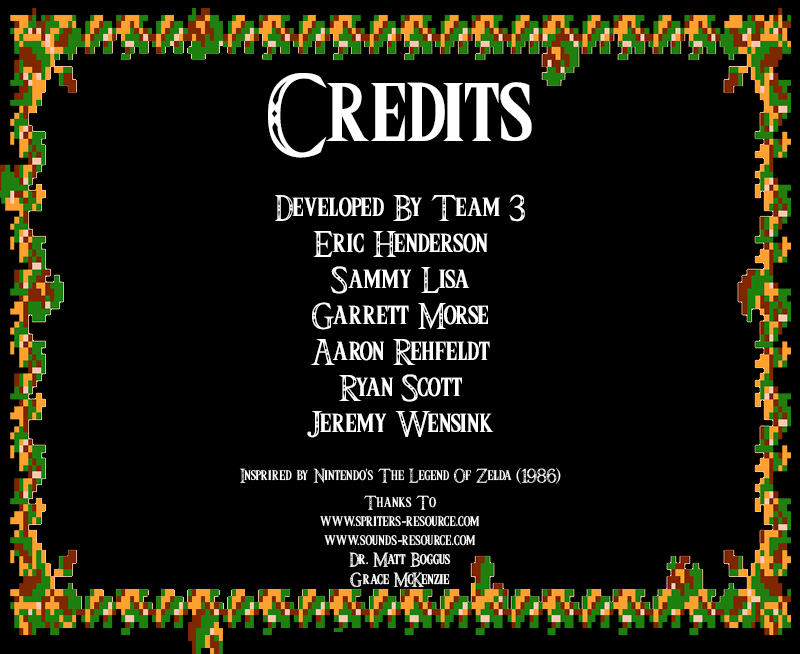 Credits
Developed By Team 3
Eric Henderson
Sammy Lisa
Garrett Morse
Aaron Rehfeldt
Ryan Scott
Jeremy Wensink
Insprired by Nintendo's The Legend Of Zelda (1986)
Thanks To
www.spriters-resource.com
www.sounds-resource.com
Dr. Matt Boggus
Grace McKenzie